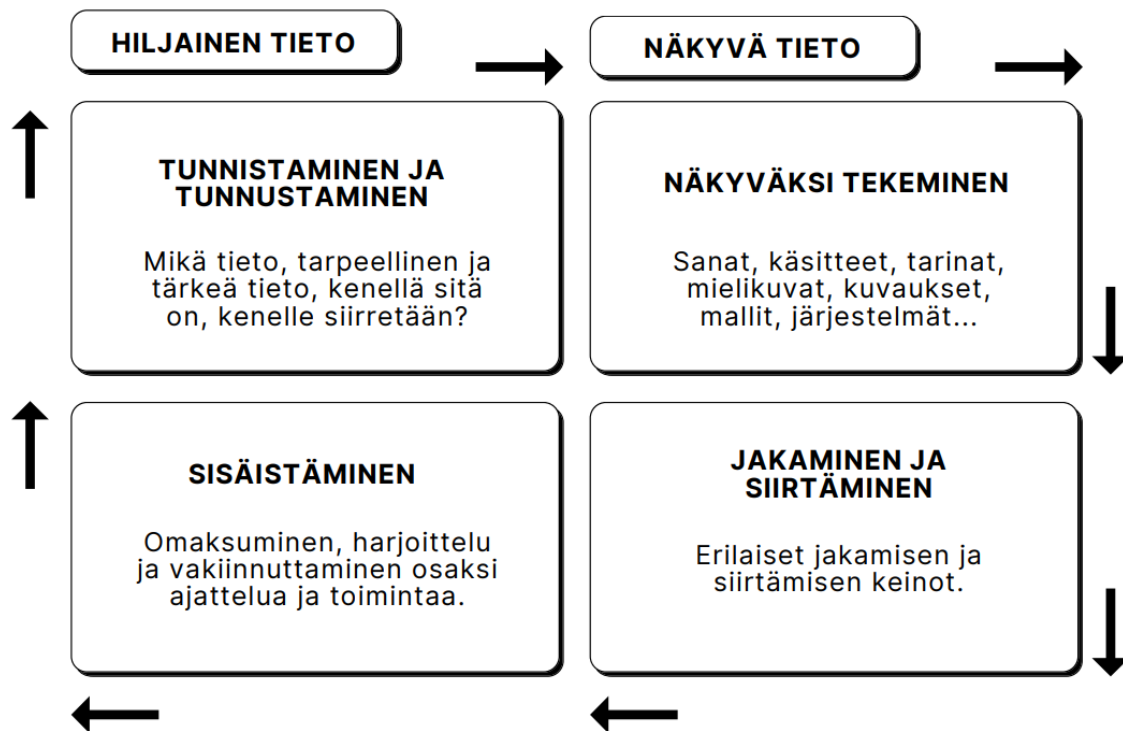 HILJAINEN TIETO
NÄKYVÄ TIETO
TUNNISTAMINEN JA
TUNNUSTAMINEN
Mikä tieto, tarpeellinen ja
tärkeä tieto, kenellä sitä
on, kenelle siirretään?
NÄKYVÄKSI TEKEMINEN
Sanat, käsitteet, tarinat,
mielikuvat, kuvaukset,
mallit, järjestelmät...
SISÄISTÄMINEN
Omaksuminen, harjoittelu
ja vakiinnuttaminen osaksi
ajattelua ja toimintaa.
JAKAMINEN JA
SIIRTÄMINEN
Erilaiset jakamisen ja
siirtämisen keinot.